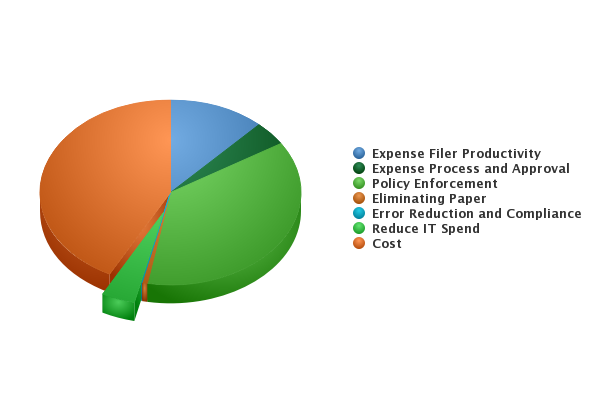 Expense Filer Productivity
Expense Process and Approval
Policy Enforcement
Eliminating Paper
Error Reduction and Compliance
Reduce IT Spend
Cost